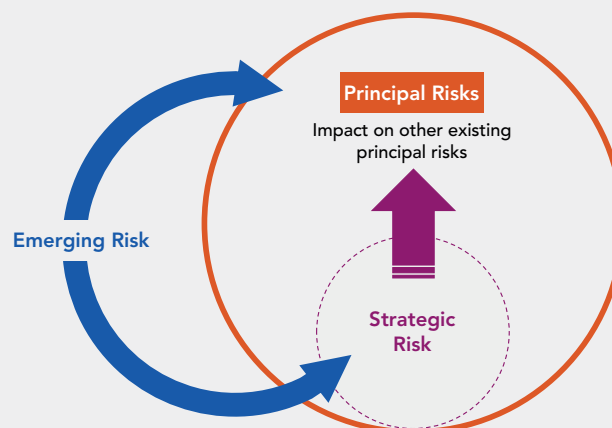 Principal Risks
Impact on other existing
principal risks
Emerging Risk
Strategic
Risk